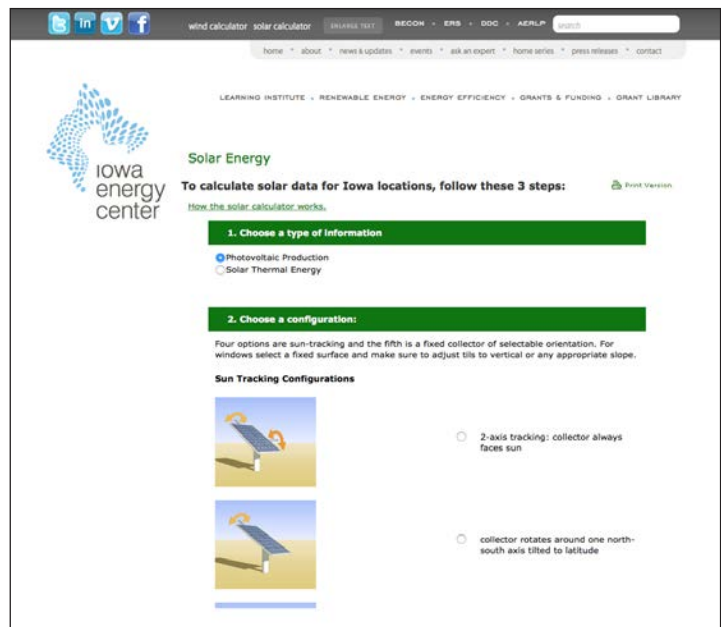 wind calculator solar calculator ENLARGE TEXT BECON • ERS • DDC • AERLP search
home * about * news & updates * events * ask an expert * home series * press releases * contact
LEARNING INSTITUTE • RENEWABLE ENERGY • ENERGY EFFICIENCY • GRANTS & FUNDING • GRANT LIBRARY
iowa
energy
center
Solar Energy
To calculate solar data for Iowa locations, follow these 3 steps:
Print Version
How the solar calculator works.
1. Choose a type of information
Photovoltaic Production
Solar Thermal Energy
2. Choose a configuration:
Four options are sun-tracking and the fifth is a fixed collector of selectable orientation. For
windows select a fixed surface and make sure to adjust tils to vertical or any appropriate slope.
Sun Tracking Configurations
2-axis tracking: collector always
faces sun
collector rotates around one north-
south axis tilted to latitude